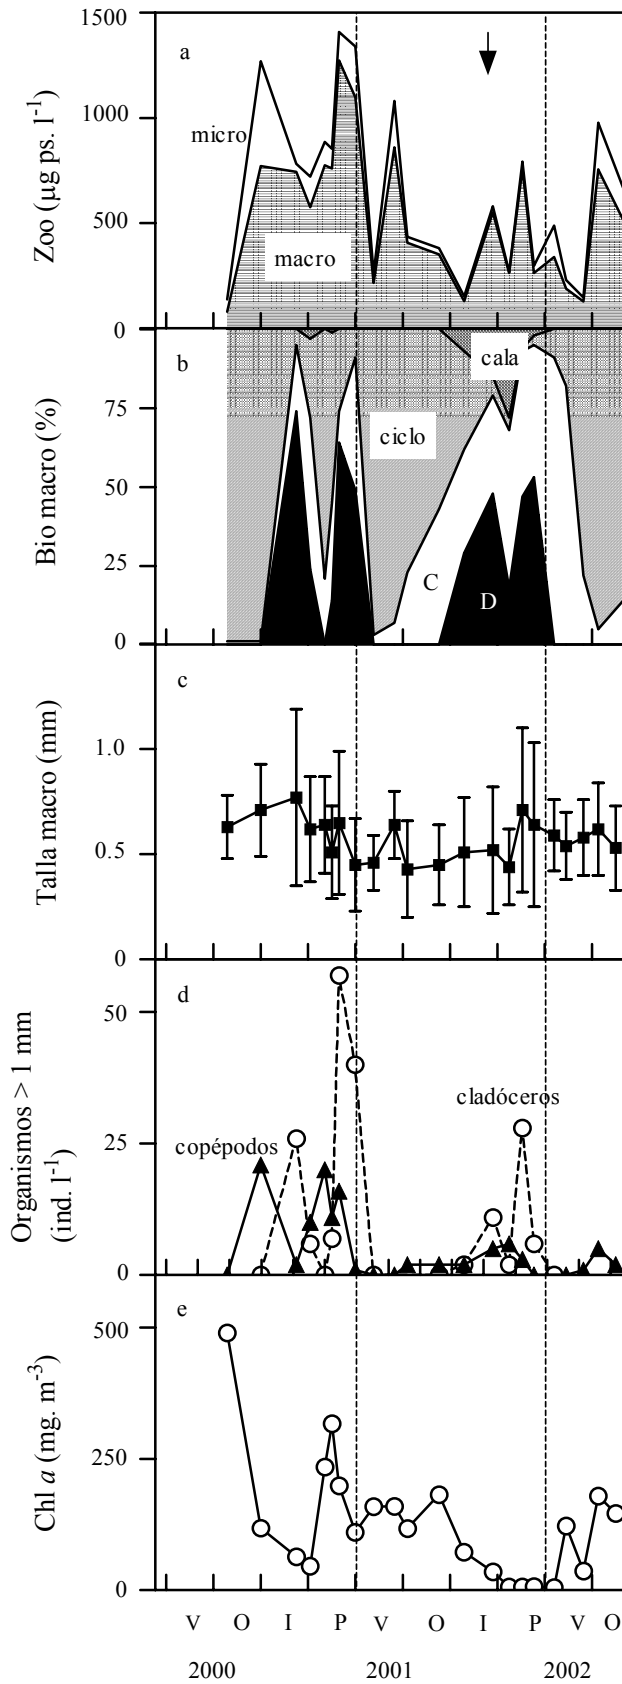 1500
a
micro
1000
Zoo (µg ps. l⁻¹)
500
macro
0
b
cala
75
ciclo
Bio macro (%)
50
25
C
D
0
c
1.0
Talla macro (mm)
0.5
0
d
50
Organismos > 1 mm
(ind. l⁻¹)
cladóceros
25
copépodos
0
e
500
Chl a (mg. m⁻³)
250
0
V O I P V O I P V O
2000 2001 2002